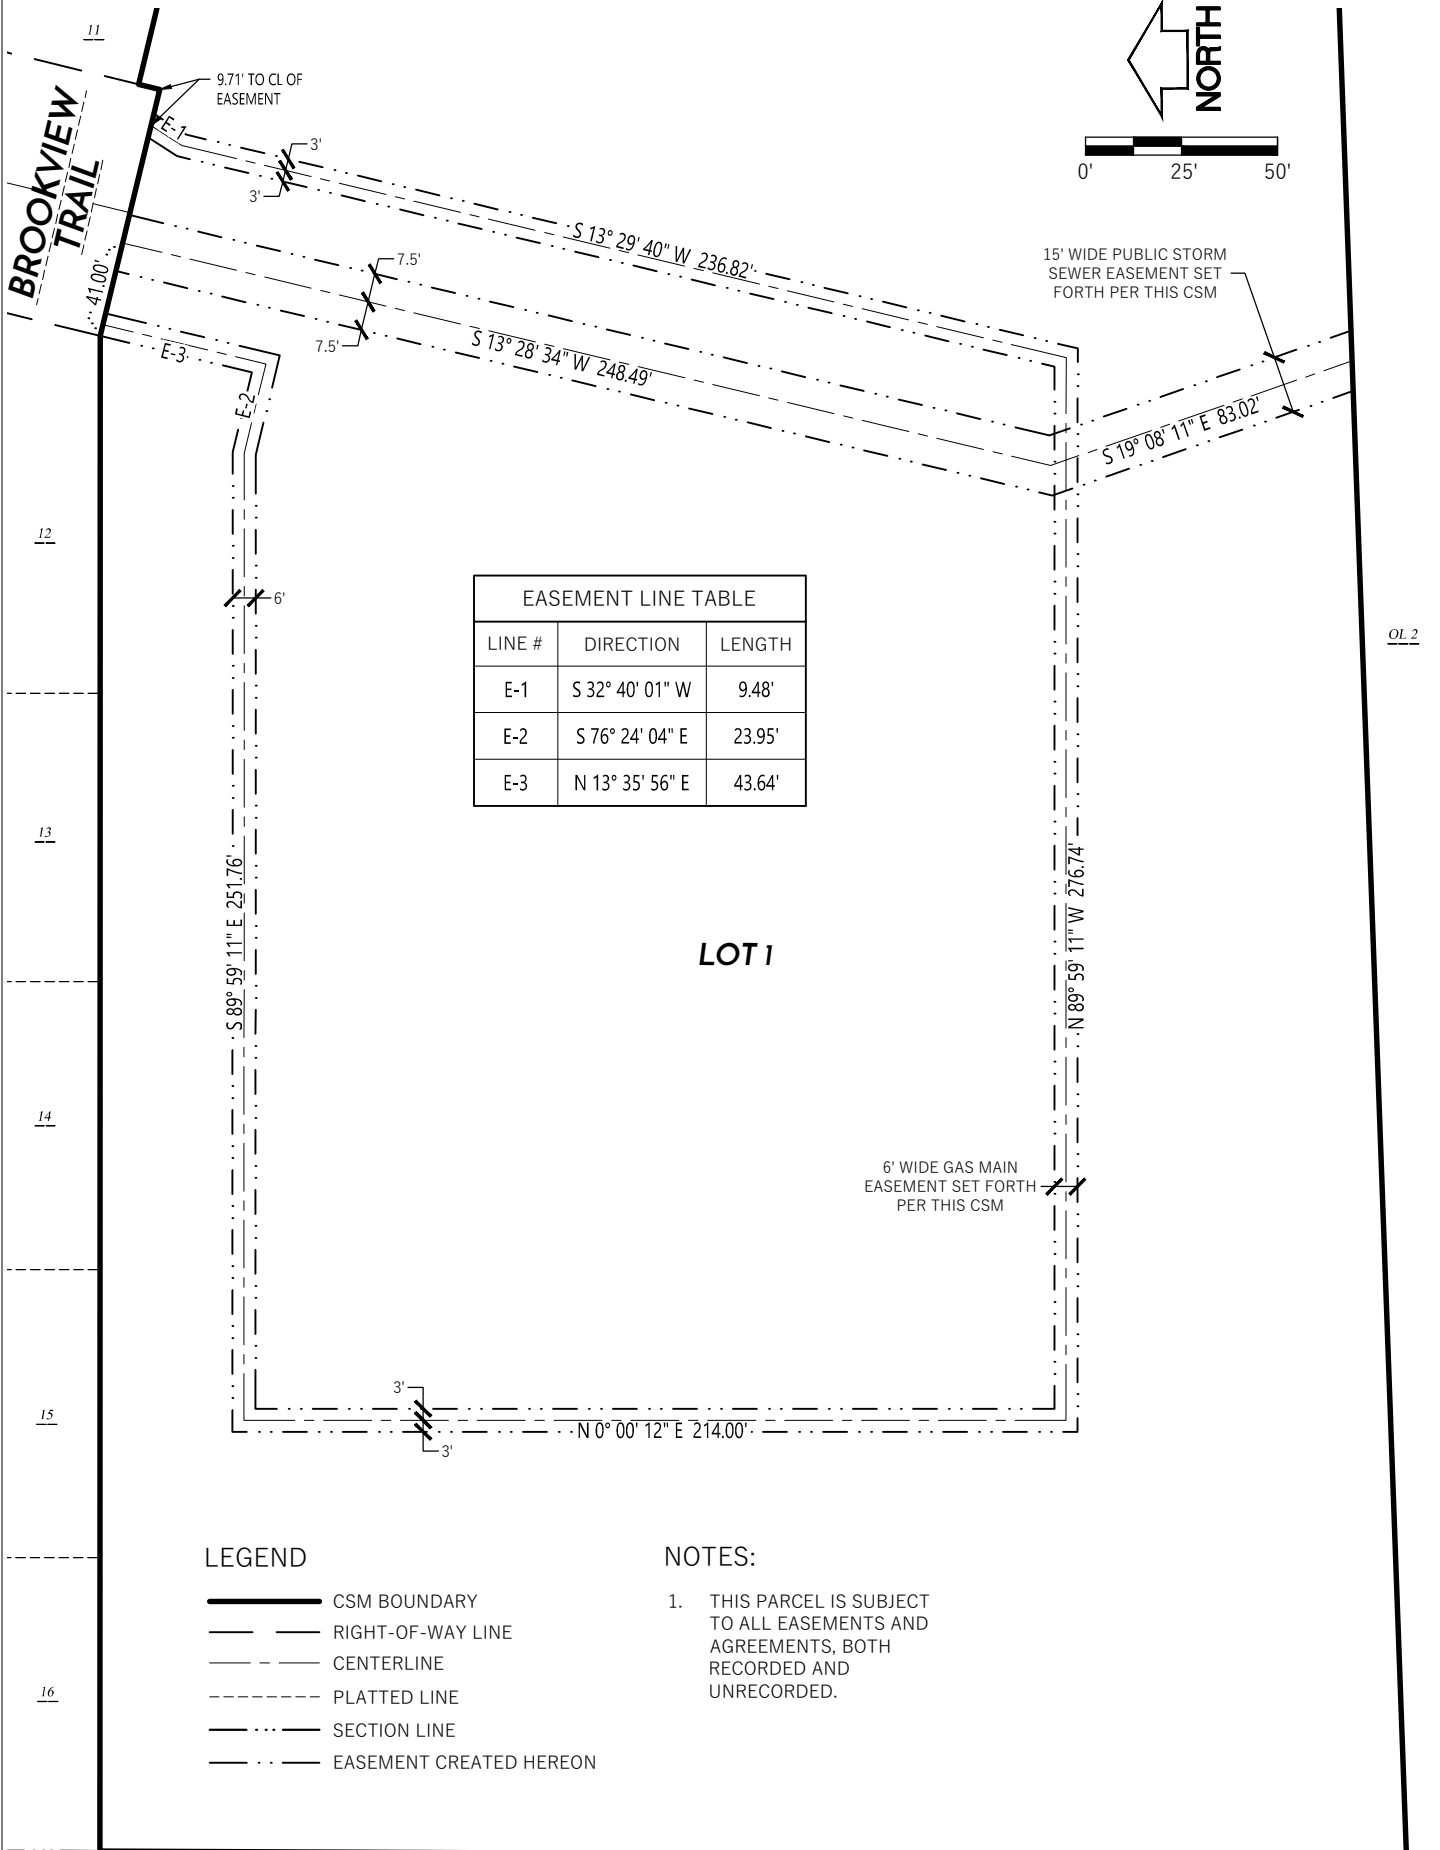 11
9.71' TO CL OF
EASEMENT
NORTH
0' 25' 50'
BROOKVIEW
TRAIL
E-1
3'
3'
S 13° 29' 40" W 236.82'
15' WIDE PUBLIC STORM
SEWER EASEMENT SET
FORTH PER THIS CSM
41.00'
7.5'
7.5'
S 13° 28' 34" W 248.49'
E-3
E-2
S 19° 08' 11" E 83.02'
12
6'
EASEMENT LINE TABLE
LINE # DIRECTION LENGTH
E-1 S 32° 40' 01" W 9.48'
E-2 S 76° 24' 04" E 23.95'
E-3 N 13° 35' 56" E 43.64'
OL 2
13
S 89° 59' 11" E 251.76'
N 89° 59' 11" W 276.74'
LOT 1
14
6' WIDE GAS MAIN
EASEMENT SET FORTH
PER THIS CSM
15
3'
3'
N 0° 00' 12" E 214.00'
LEGEND
CSM BOUNDARY
RIGHT-OF-WAY LINE
CENTERLINE
PLATTED LINE
SECTION LINE
EASEMENT CREATED HEREON
NOTES:
1. THIS PARCEL IS SUBJECT
TO ALL EASEMENTS AND
AGREEMENTS, BOTH
RECORDED AND
UNRECORDED.
16